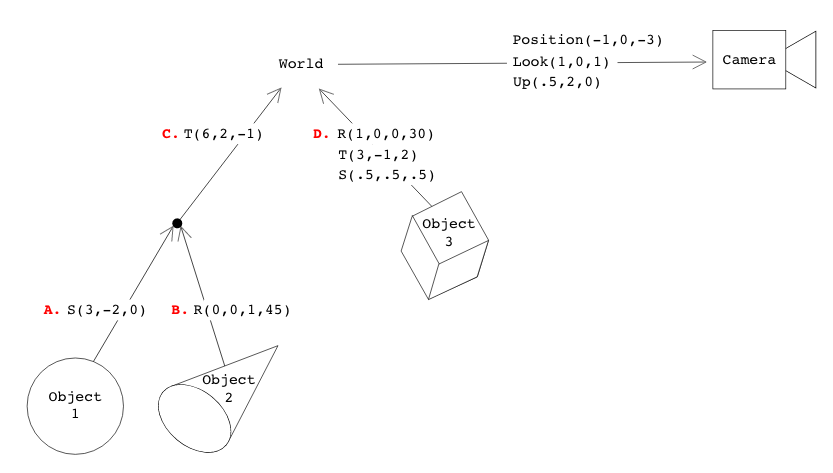 Position(-1,0,-3)
World
Look(1,0,1)
Camera
Up(.5,2,0)
C. T(6,2,-1)
D. R(1,0,0,30)
T(3,-1,2)
S(.5,.5,.5)
Object
3
A. S(3,-2,0)
B. R(0,0,1,45)
Object
1
Object
2